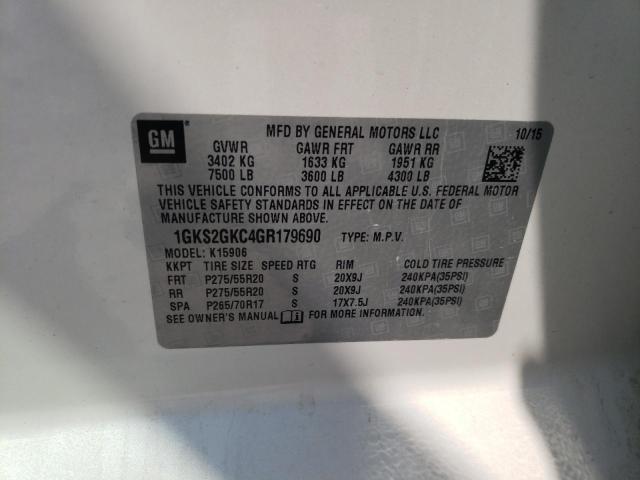 GM MFD BY GENERAL MOTORS LLC 10/15
GVWR GAWR FRT GAWR RR
3402 KG 1633 KG 1951 KG
7500 LB 3600 LB 4300 LB
THIS VEHICLE CONFORMS TO ALL APPLICABLE U.S. FEDERAL MOTOR
VEHICLE SAFETY STANDARDS IN EFFECT ON THE DATE OF
MANUFACTURE SHOWN ABOVE.
1GKS2GKC4GR179690 TYPE: M.P.V.
MODEL: K15906
KKPT TIRE SIZE SPEED RTG RIM COLD TIRE PRESSURE
FRT P275/55R20 S 20X9J 240KPA(35PSI)
RR P275/55R20 S 20X9J 240KPA(35PSI)
SPA P265/70R17 S 17X7.5J 240KPA(35PSI)
SEE OWNER'S MANUAL FOR MORE INFORMATION.